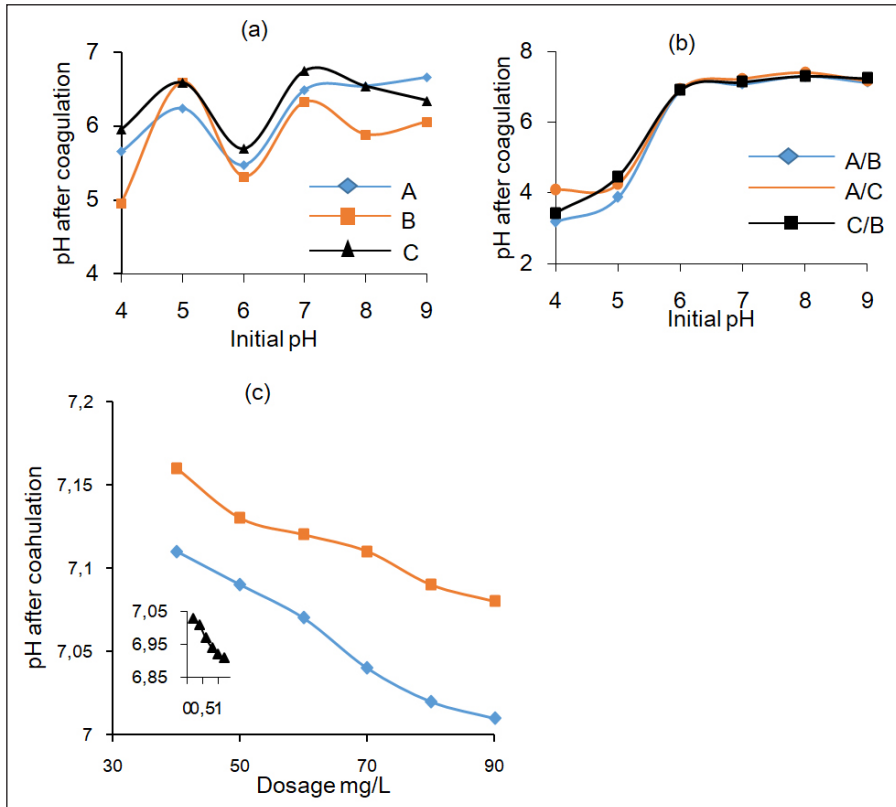 (a)
7
6
5
4
pH after coagulation
4 5 6 7 8 9
Initial pH
A
B
C
(b)
8
6
4
2
pH after coagulation
4 5 6 7 8 9
Initial pH
A/B
A/C
C/B
(c)
7,2
7,15
7,1
7,05
7
pH after coahulation
7,05
6,95
6,85
00,51
30 50 70 90
Dosage mg/L